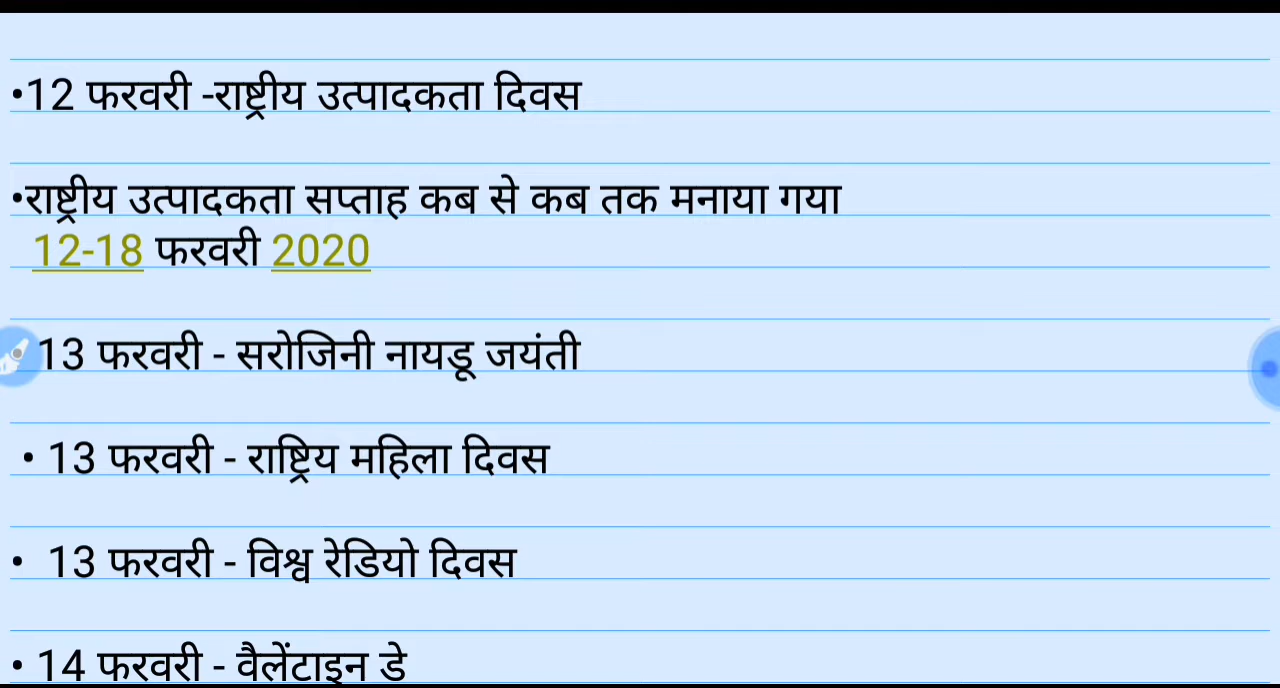 •12 फरवरी -राष्ट्रीय उत्पादकता दिवस
•राष्ट्रीय उत्पादकता सप्ताह कब से कब तक मनाया गया
12-18 फरवरी 2020
13 फरवरी - सरोजिनी नायडू जयंती
• 13 फरवरी - राष्ट्रिय महिला दिवस
• 13 फरवरी - विश्व रेडियो दिवस
• 14 फरवरी - वैलेंटाइन डे